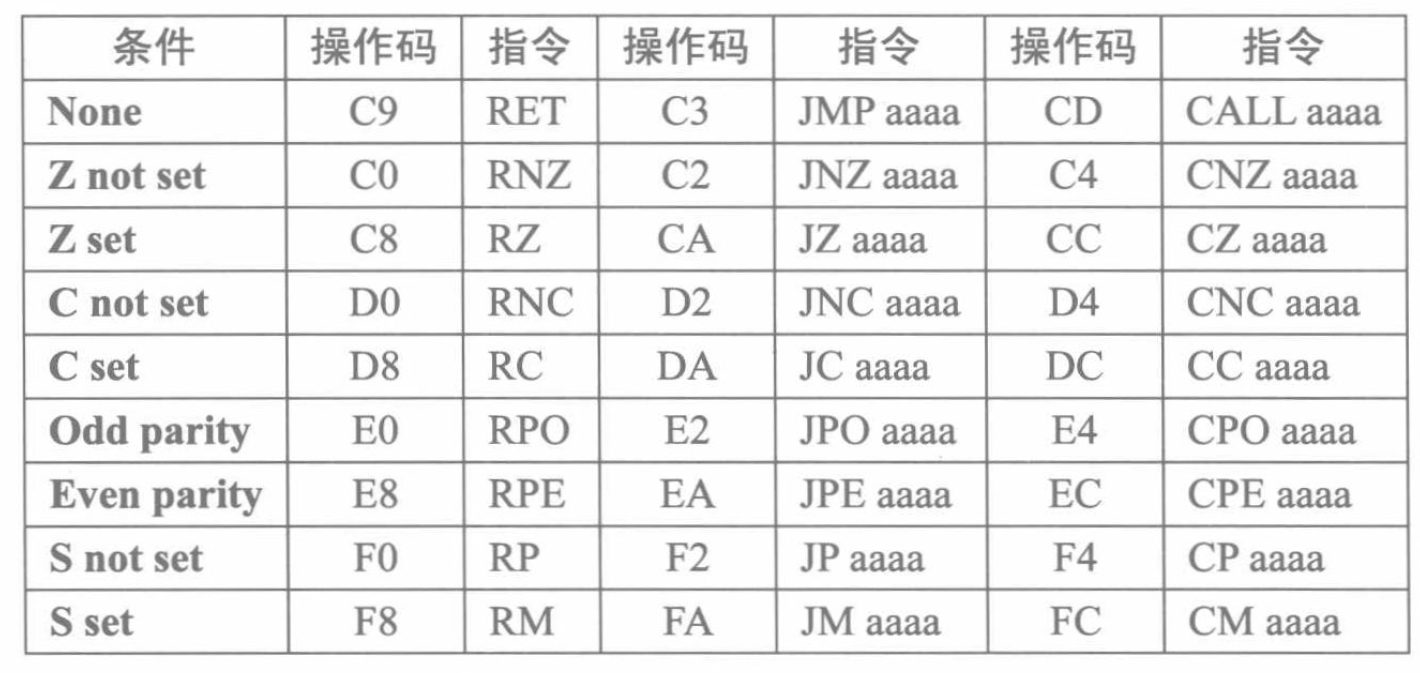 条件 操作码 指令 操作码 指令 操作码 指令
None C9 RET C3 JMP aaaa CD CALL aaaa
Z not set C0 RNZ C2 JNZ aaaa C4 CNZ aaaa
Z set C8 RZ CA JZ aaaa CC CZ aaaa
C not set D0 RNC D2 JNC aaaa D4 CNC aaaa
C set D8 RC DA JC aaaa DC CC aaaa
Odd parity E0 RPO E2 JPO aaaa E4 CPO aaaa
Even parity E8 RPE EA JPE aaaa EC CPE aaaa
S not set F0 RP F2 JP aaaa F4 CP aaaa
S set F8 RM FA JM aaaa FC CM aaaa